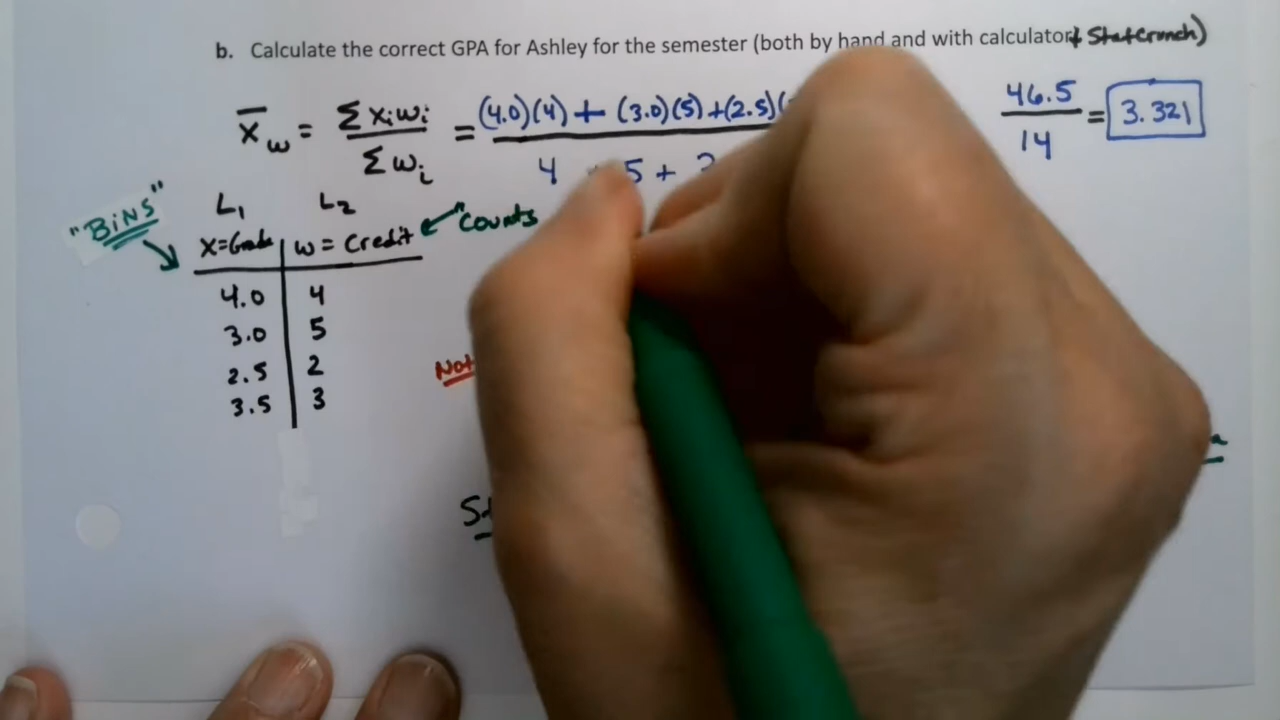 b. Calculate the correct GPA for Ashley for the semester (both by hand and with calculator + StatCrunch)
x̄w = Σxiwi / Σwi = (4.0)(4) + (3.0)(5) + (2.5)( / 4 + 5 + 46.5 / 14 = 3.321
"BiNS" L1 L2
x=Grade w = Credit "Counts
4.0 4
3.0 5
2.5 2
3.5 3